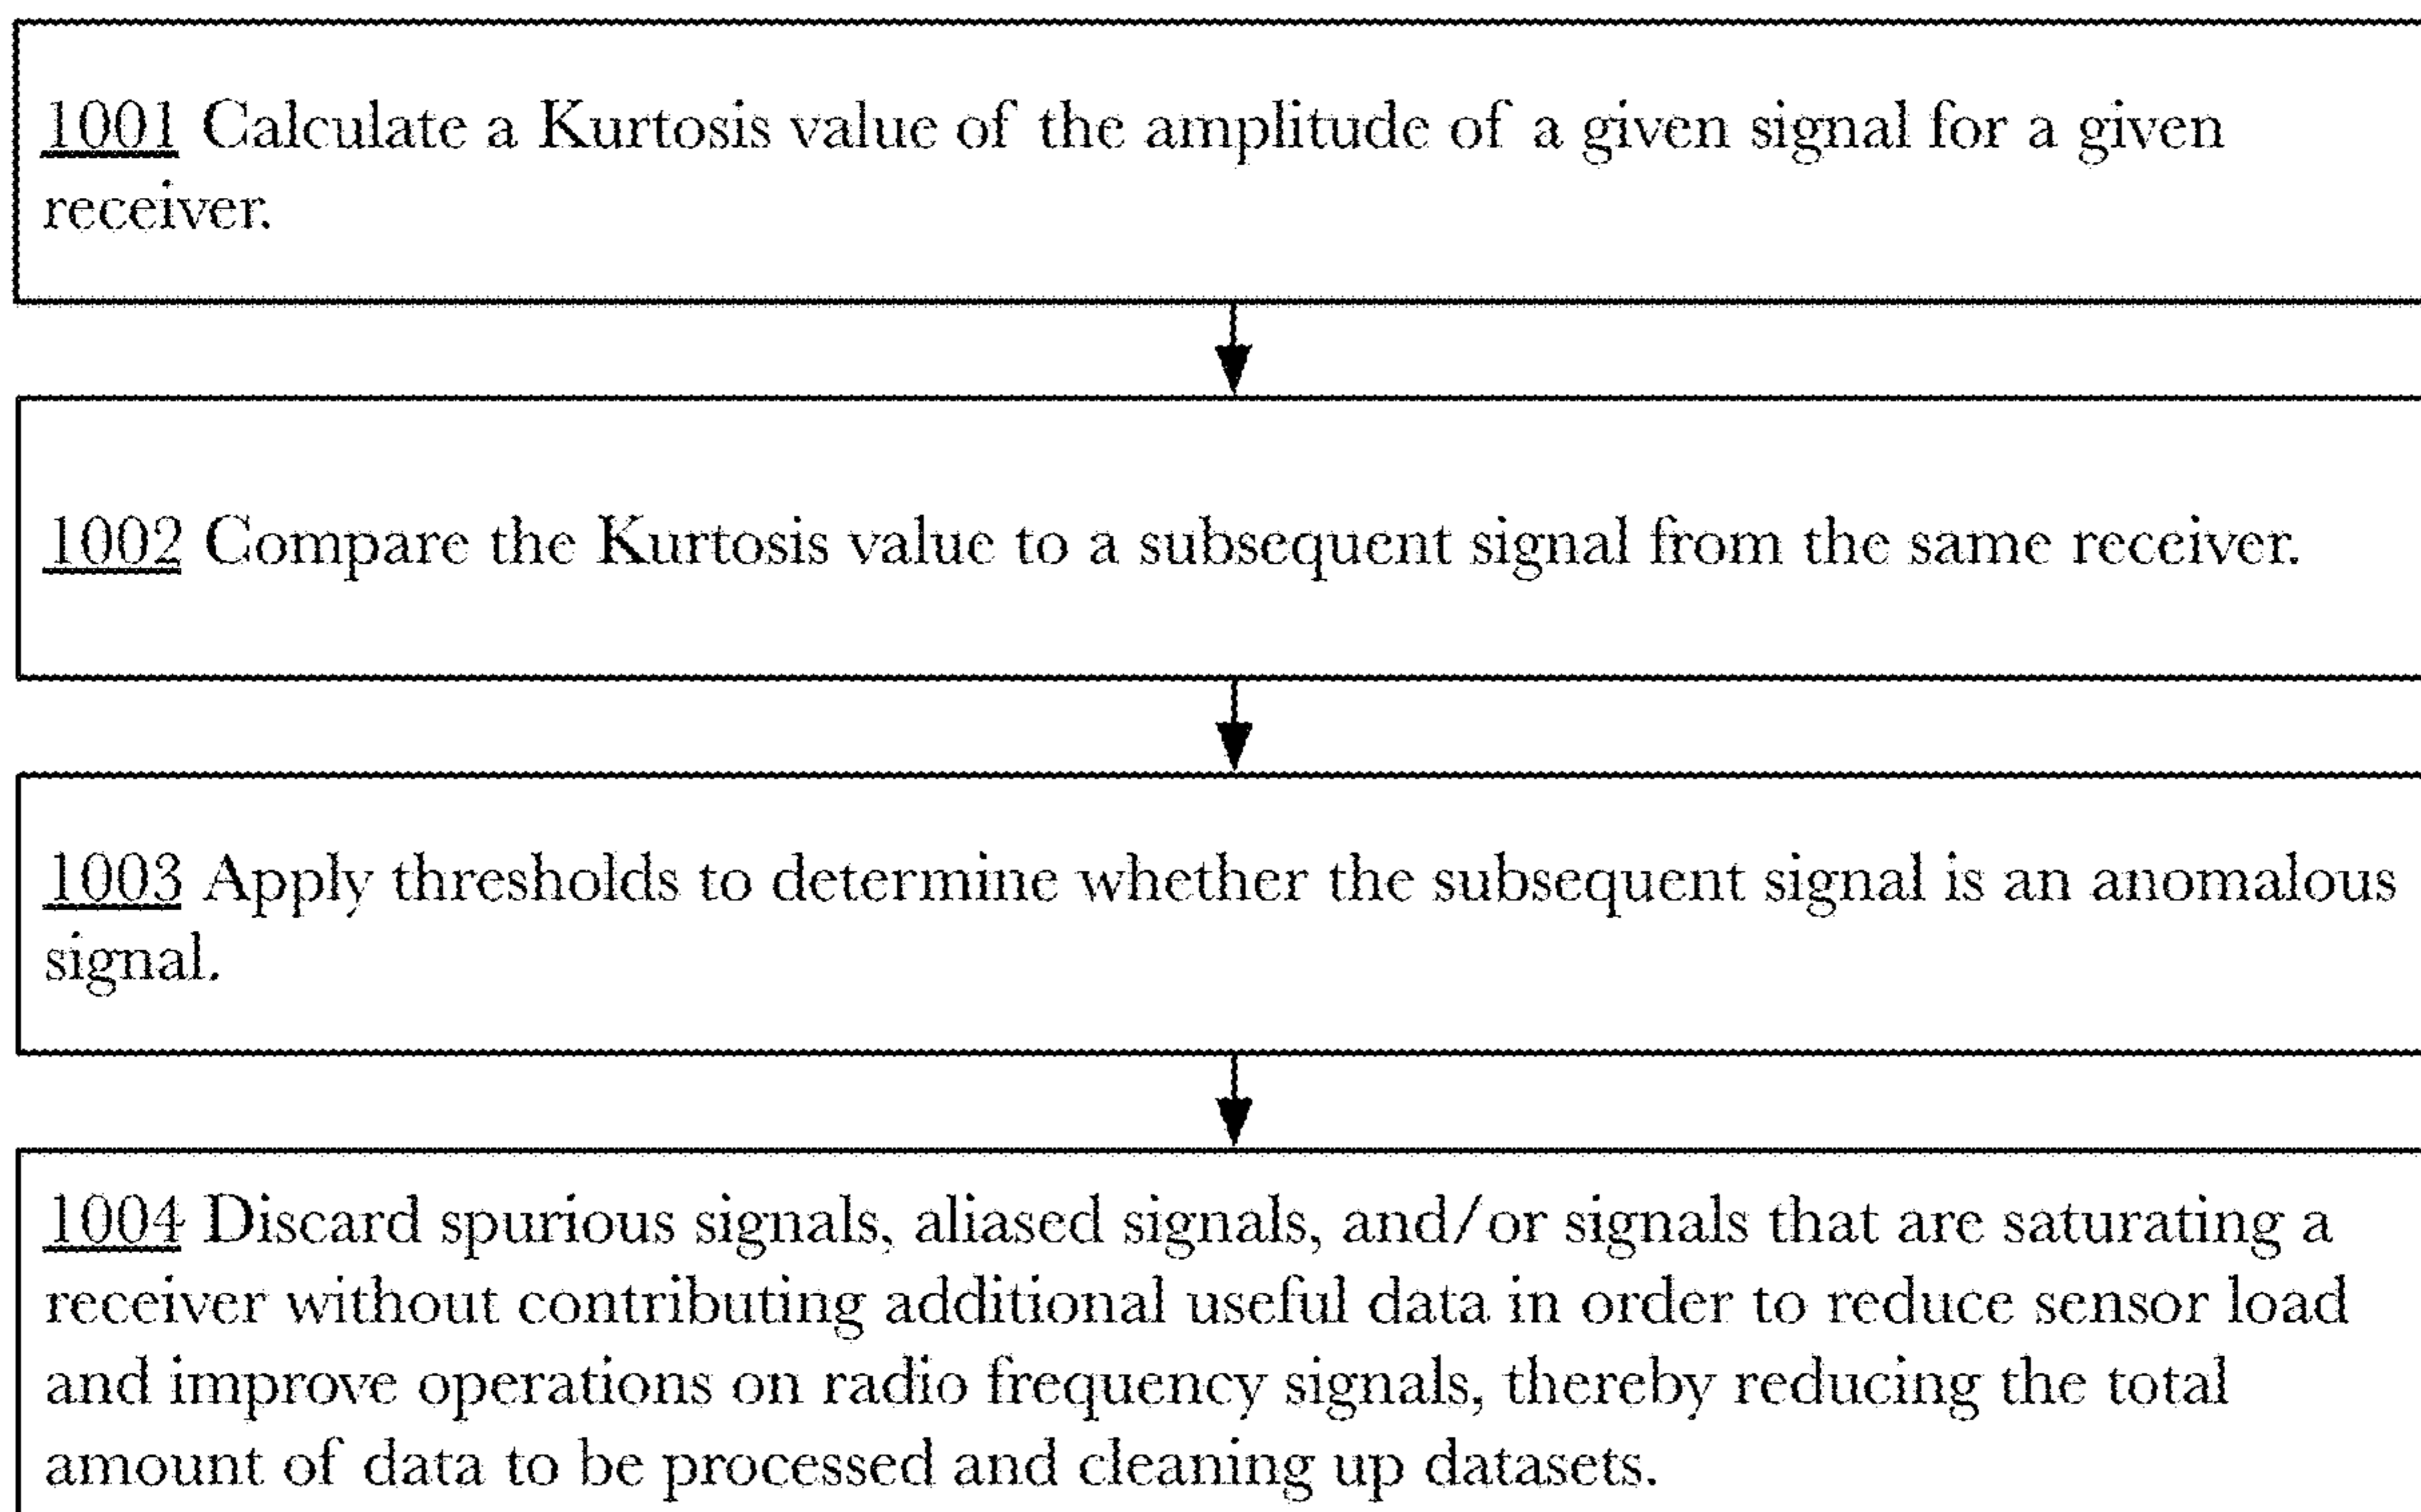 1001 Calculate a Kurtosis value of the amplitude of a given signal for a given
receiver.
1002 Compare the Kurtosis value to a subsequent signal from the same receiver.
1003 Apply thresholds to determine whether the subsequent signal is an anomalous
signal.
1004 Discard spurious signals, aliased signals, and/or signals that are saturating a
receiver without contributing additional useful data in order to reduce sensor load
and improve operations on radio frequency signals, thereby reducing the total
amount of data to be processed and cleaning up datasets.